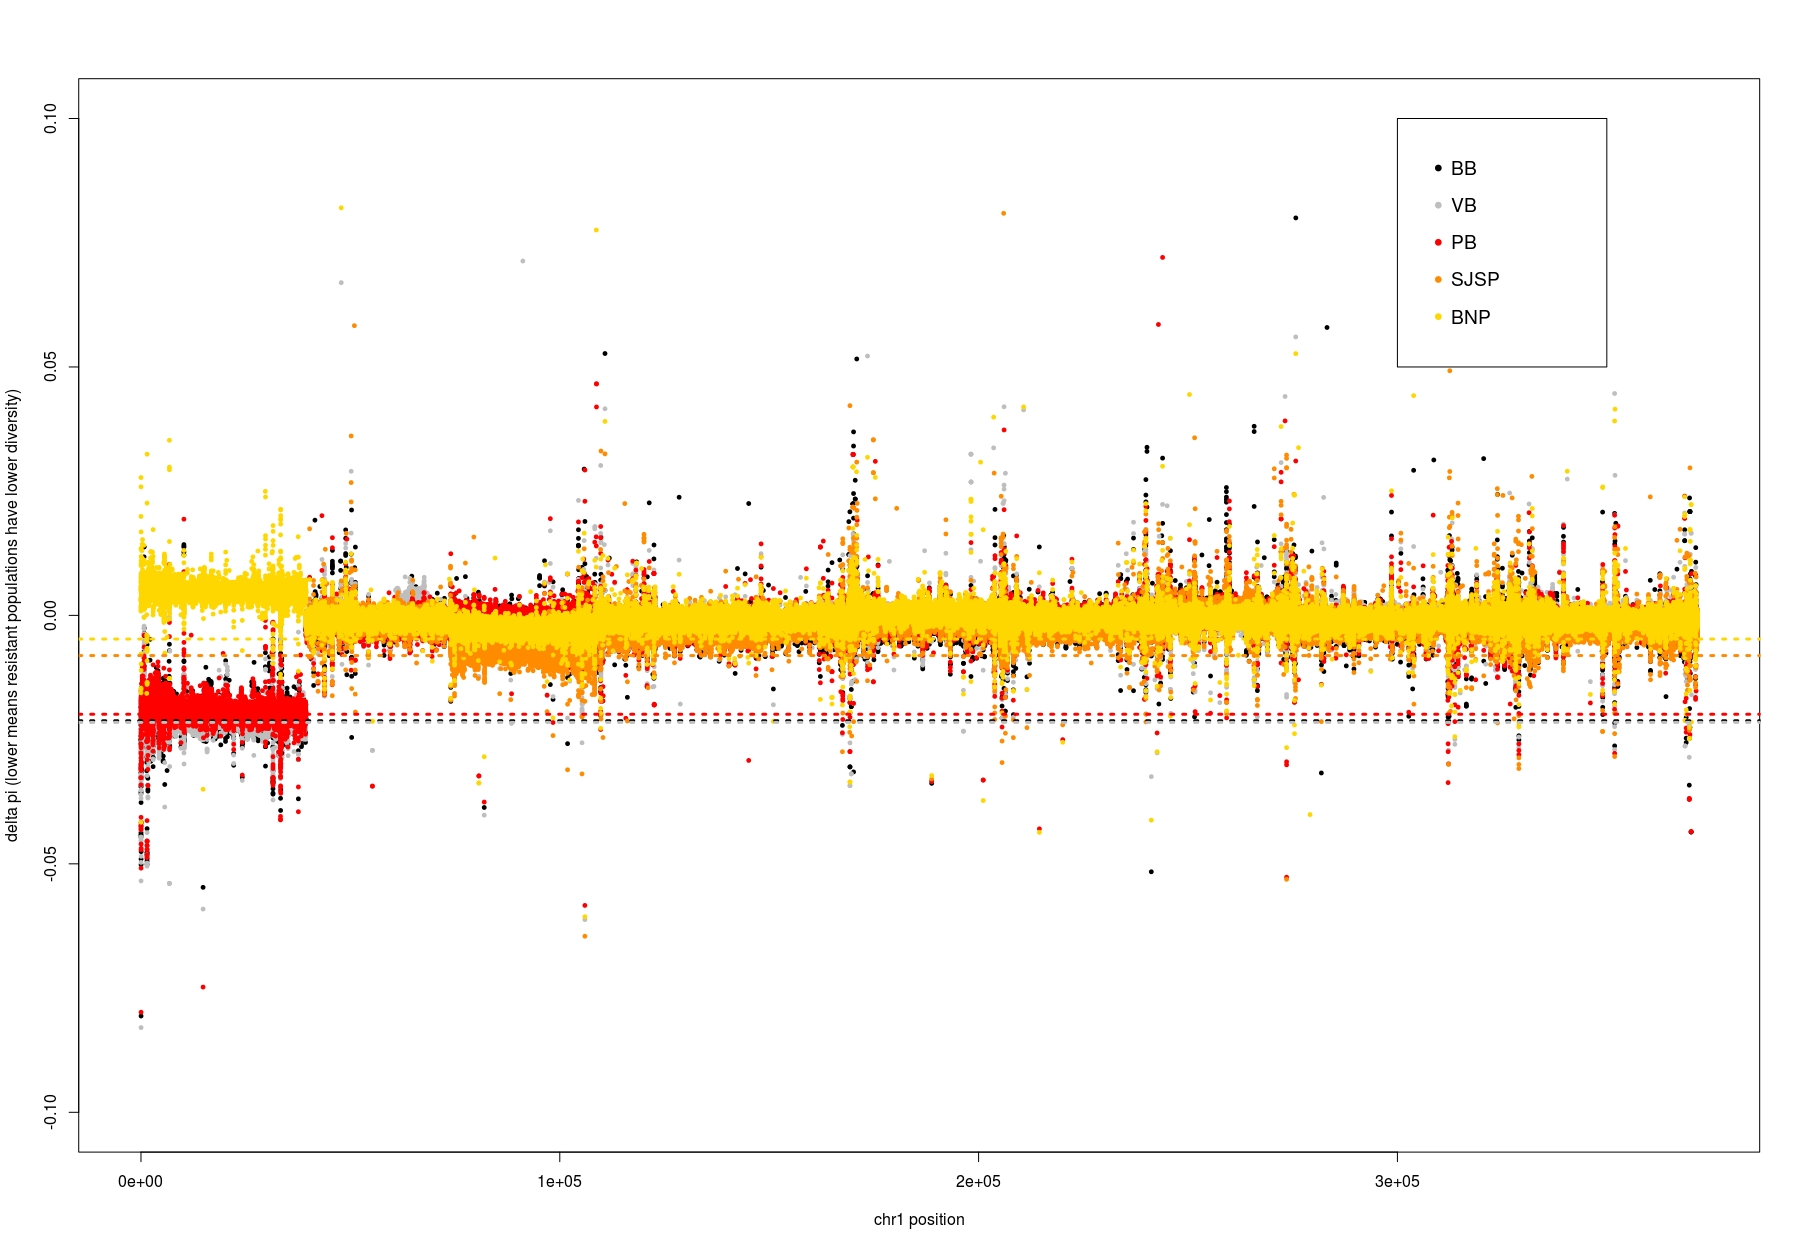 0.10
0.05
0.00
-0.05
-0.10
delta pi (lower means resistant populations have lower diversity)
BB
VB
PB
SJSP
BNP
0e+00
1e+05
2e+05
3e+05
chr1 position